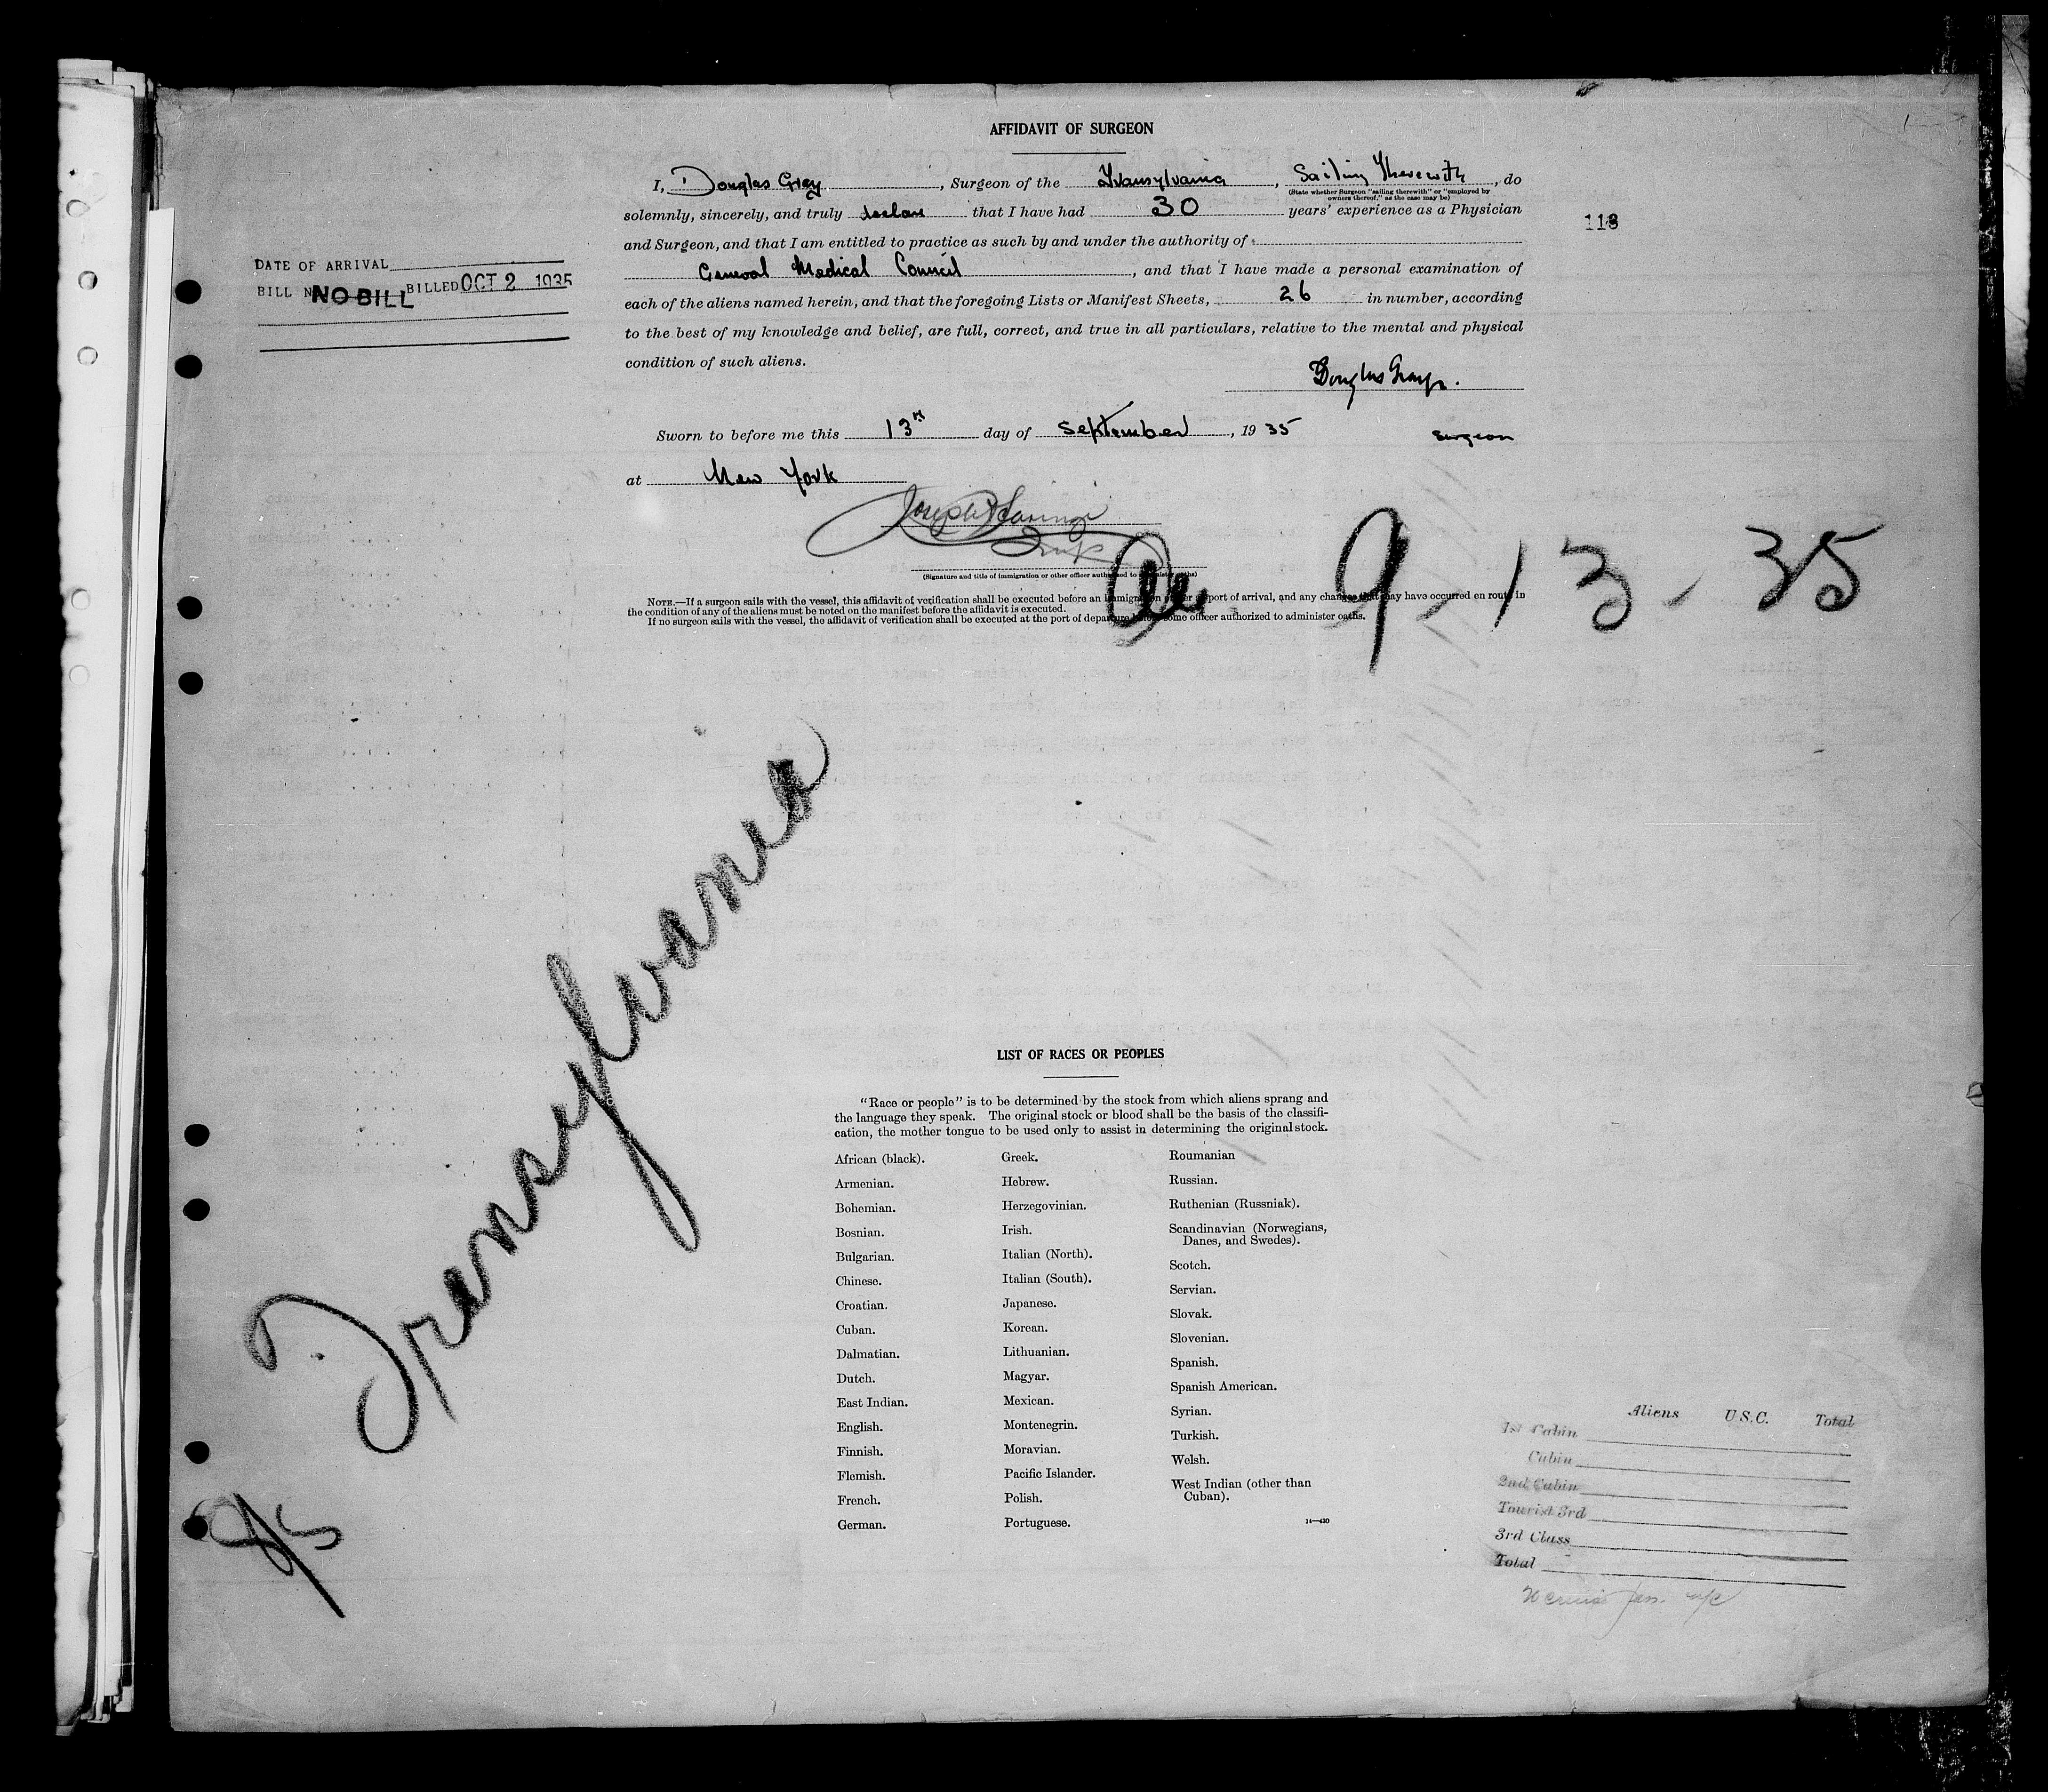 AFFIDAVIT OF SURGEON
I, Douglas Gray, Surgeon of the Transylvania, Sailing Therewith, do
(State whether Surgeon "sailing therewith" or "employed by owners thereof," as the case may be)
solemnly, sincerely, and truly declare that I have had 30 years' experience as a Physician
118
and Surgeon, and that I am entitled to practice as such by and under the authority of
General Medical Council, and that I have made a personal examination of
each of the aliens named herein, and that the foregoing Lists or Manifest Sheets, 26 in number, according
to the best of my knowledge and belief, are full, correct, and true in all particulars, relative to the mental and physical
condition of such aliens.
DATE OF ARRIVAL
BILL NO BILL BILLED OCT 2 1935
Douglas Gray.
Surgeon
Sworn to before me this 13th day of September, 1935
at New York
Joseph
Insp
(Signature and title of immigration or other officer authorized to administer oaths)
9-13-35
NOTE.—If a surgeon sails with the vessel, this affidavit of verification shall be executed before an immigration officer at port of arrival, and any changes that may have occurred en route in
the condition of any of the aliens must be noted on the manifest before the affidavit is executed.
If no surgeon sails with the vessel, the affidavit of verification shall be executed at the port of departure before some officer authorized to administer oaths.
Transylvania
9/5
LIST OF RACES OR PEOPLES
"Race or people" is to be determined by the stock from which aliens sprang and
the language they speak. The original stock or blood shall be the basis of the classifi-
cation, the mother tongue to be used only to assist in determining the original stock.
African (black).
Armenian.
Bohemian.
Bosnian.
Bulgarian.
Chinese.
Croatian.
Cuban.
Dalmatian.
Dutch.
East Indian.
English.
Finnish.
Flemish.
French.
German.
Greek.
Hebrew.
Herzegovinian.
Irish.
Italian (North).
Italian (South).
Japanese.
Korean.
Lithuanian.
Magyar.
Mexican.
Montenegrin.
Moravian.
Pacific Islander.
Polish.
Portuguese.
Roumanian
Russian.
Ruthenian (Russniak).
Scandinavian (Norwegians,
Danes, and Swedes).
Scotch.
Servian.
Slovak.
Slovenian.
Spanish.
Spanish American.
Syrian.
Turkish.
Welsh.
West Indian (other than
Cuban).
14—430
Aliens U.S.C. Total
1st Cabin
Cabin
2nd Cabin
Tourist 3rd
3rd Class
Total